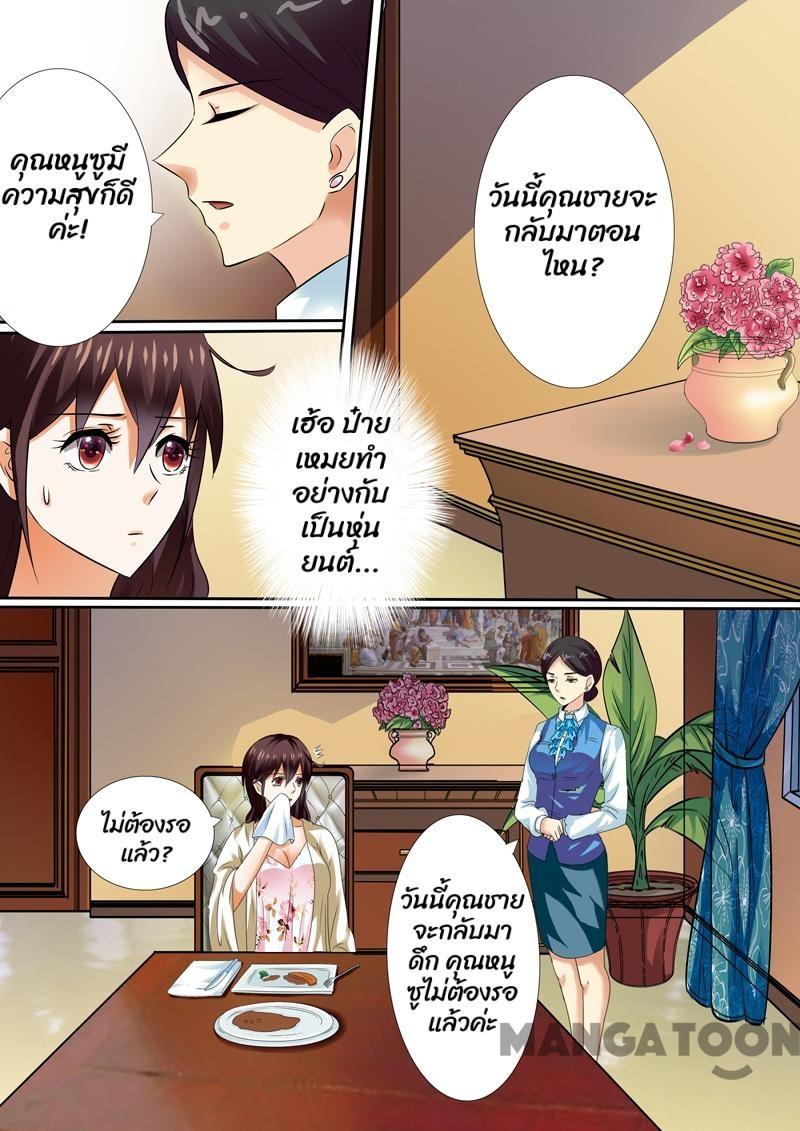 คุณหนูซูมี
ความสุขก็ดี
ค่ะ!
วันนี้คุณชายจะ
กลับมาตอน
ไหน?
เฮ้อ ป๋าย
เหมยทำ
อย่างกับ
เป็นหุ่น
ยนต์...
ไม่ต้องรอ
แล้ว?
วันนี้คุณชาย
จะกลับมา
ดึก คุณหนู
ซูไม่ต้องรอ
แล้วค่ะ
MANGATOON